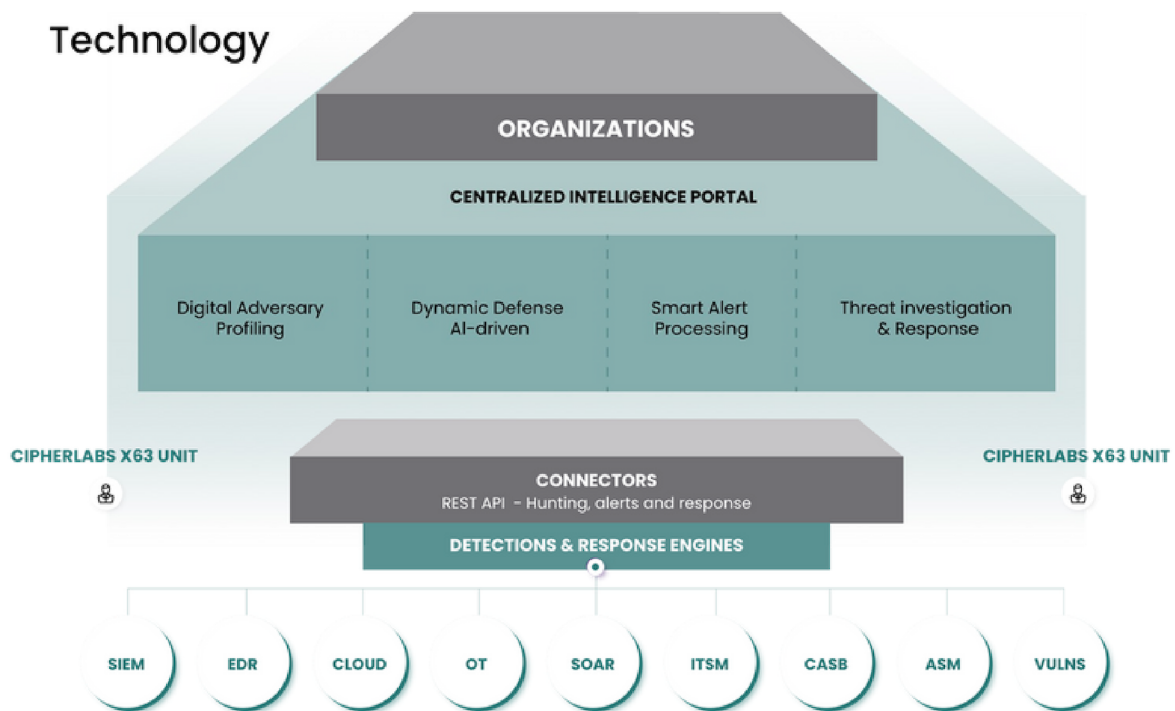 Technology
ORGANIZATIONS
CENTRALIZED INTELLIGENCE PORTAL
Digital Adversary
Profiling
Dynamic Defense
AI-driven
Smart Alert
Processing
Threat investigation
& Response
CIPHERLABS X63 UNIT
CIPHERLABS X63 UNIT
CONNECTORS
REST API - Hunting, alerts and response
DETECTIONS & RESPONSE ENGINES
SIEM
EDR
CLOUD
OT
SOAR
ITSM
CASB
ASM
VULNS